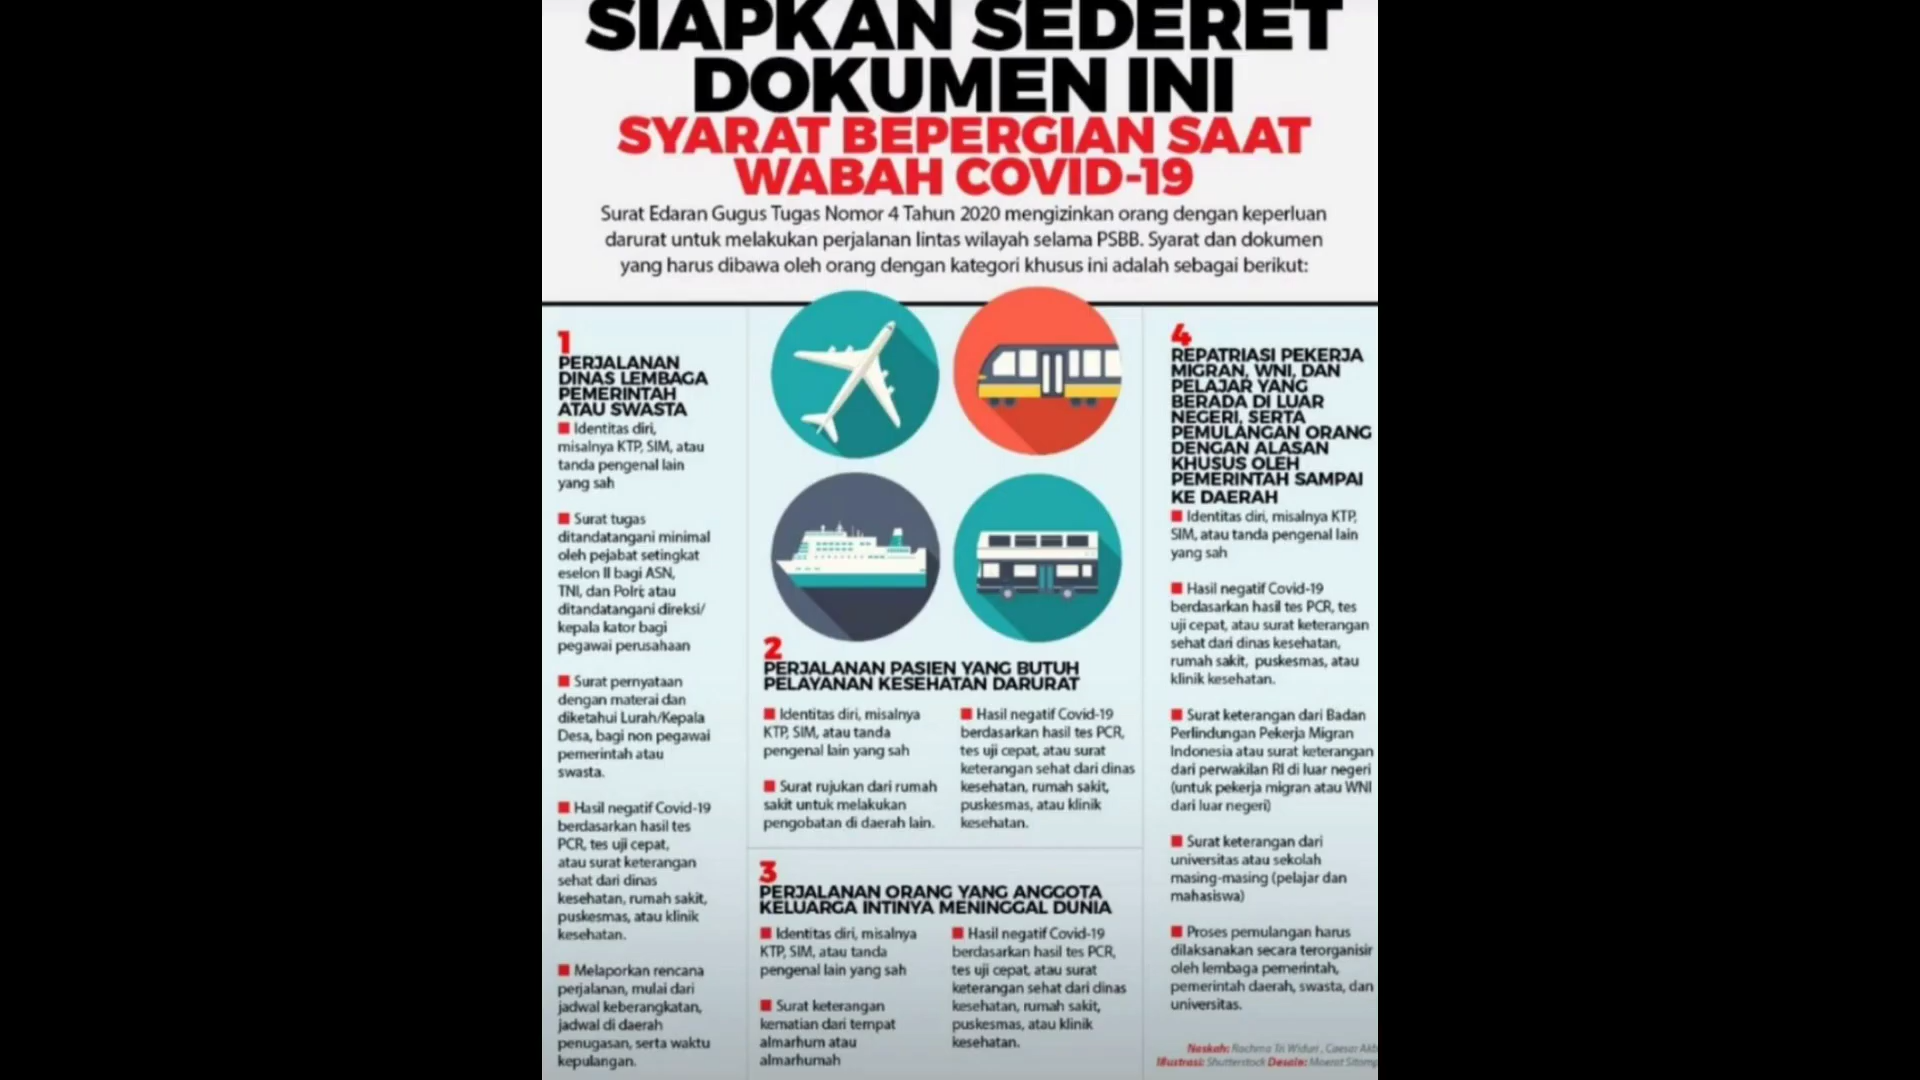 SIAPKAN SEDERET
DOKUMEN INI
SYARAT BEPERGIAN SAAT
WABAH COVID-19
Surat Edaran Gugus Tugas Nomor 4 Tahun 2020 mengizinkan orang dengan keperluan
darurat untuk melakukan perjalanan lintas wilayah selama PSBB. Syarat dan dokumen
yang harus dibawa oleh orang dengan kategori khusus ini adalah sebagai berikut:
1
PERJALANAN
DINAS LEMBAGA
PEMERINTAH
ATAU SWASTA
Identitas diri,
misalnya KTP, SIM, atau
tanda pengenal lain
yang sah
Surat tugas
ditandatangani minimal
oleh pejabat setingkat
eselon II bagi ASN,
TNI, dan Polri; atau
ditandatangani direksi/
kepala kator bagi
pegawai perusahaan
Surat pernyataan
dengan materai dan
diketahui Lurah/Kepala
Desa, bagi non pegawai
pemerintah atau
swasta.
Hasil negatif Covid-19
berdasarkan hasil tes
PCR, tes uji cepat,
atau surat keterangan
sehat dari dinas
kesehatan, rumah sakit,
puskesmas, atau klinik
kesehatan.
Melaporkan rencana
perjalanan, mulai dari
jadwal keberangkatan,
jadwal di daerah
penugasan, serta waktu
kepulangan.
2
PERJALANAN PASIEN YANG BUTUH
PELAYANAN KESEHATAN DARURAT
Identitas diri, misalnya
KTP, SIM, atau tanda
pengenal lain yang sah
Surat rujukan dari rumah
sakit untuk melakukan
pengobatan di daerah lain.
Hasil negatif Covid-19
berdasarkan hasil tes PCR,
tes uji cepat, atau surat
keterangan sehat dari dinas
kesehatan, rumah sakit,
puskesmas, atau klinik
kesehatan.
3
PERJALANAN ORANG YANG ANGGOTA
KELUARGA INTINYA MENINGGAL DUNIA
Identitas diri, misalnya
KTP, SIM, atau tanda
pengenal lain yang sah
Surat keterangan
kematian dari tempat
almarhum atau
almarhumah
Hasil negatif Covid-19
berdasarkan hasil tes PCR,
tes uji cepat, atau surat
keterangan sehat dari dinas
kesehatan, rumah sakit,
puskesmas, atau klinik
kesehatan.
4
REPATRIASI PEKERJA
MIGRAN, WNI, DAN
PELAJAR YANG
BERADA DI LUAR
NEGERI, SERTA
PEMULANGAN ORANG
DENGAN ALASAN
KHUSUS OLEH
PEMERINTAH SAMPAI
KE DAERAH
Identitas diri, misalnya KTP,
SIM, atau tanda pengenal lain
yang sah
Hasil negatif Covid-19
berdasarkan hasil tes PCR, tes
uji cepat, atau surat keterangan
sehat dari dinas kesehatan,
rumah sakit, puskesmas, atau
klinik kesehatan.
Surat keterangan dari Badan
Perlindungan Pekerja Migran
Indonesia atau surat keterangan
dari perwakilan RI di luar negeri
(untuk pekerja migran atau WNI
dari luar negeri)
Surat keterangan dari
universitas atau sekolah
masing-masing (pelajar dan
mahasiswa)
Proses pemulangan harus
dilaksanakan secara terorganisir
oleh lembaga pemerintah,
pemerintah daerah, swasta, dan
universitas.
Naskah: Rachma Tri Widuri, Caesar
Illustrasi: Shutterstock Desain: Moerat